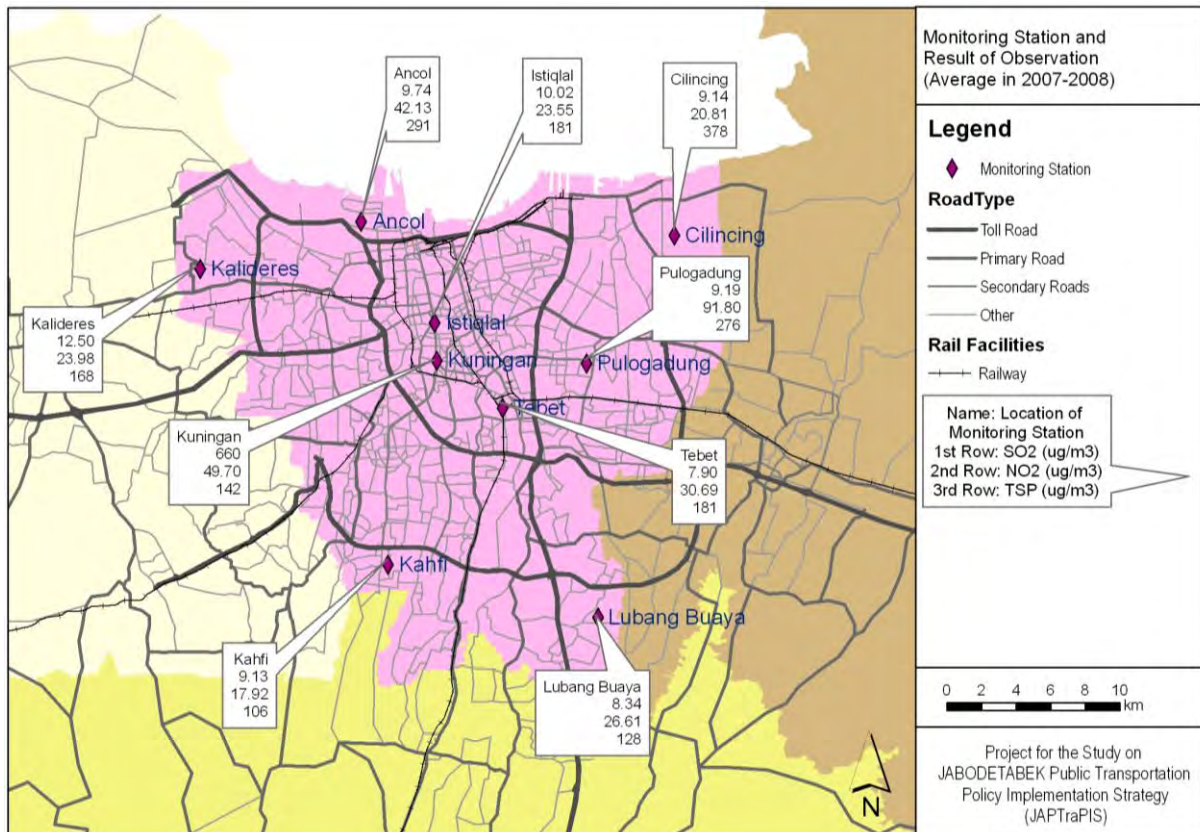 Ancol
9.74
42.13
291
Istiqlal
10.02
23.55
181
Cilincing
9.14
20.81
378
Ancol
Cilincing
Kalideres
Pulogadung
9.19
91.80
276
Kalideres
12.50
23.98
168
Istiqlal
Kuningan
Pulogadung
Tebet
Kuningan
660
49.70
142
Tebet
7.90
30.69
181
Kahfi
Lubang Buaya
Kahfi
9.13
17.92
106
Lubang Buaya
8.34
26.61
128
N
Monitoring Station and
Result of Observation
(Average in 2007-2008)
Legend
Monitoring Station
RoadType
Toll Road
Primary Road
Secondary Roads
Other
Rail Facilities
Railway
Name: Location of
Monitoring Station
1st Row: SO2 (ug/m3)
2nd Row: NO2 (ug/m3)
3rd Row: TSP (ug/m3)
0 2 4 6 8 10
km
Project for the Study on
JABODETABEK Public Transportation
Policy Implementation Strategy
(JAPTraPIS)